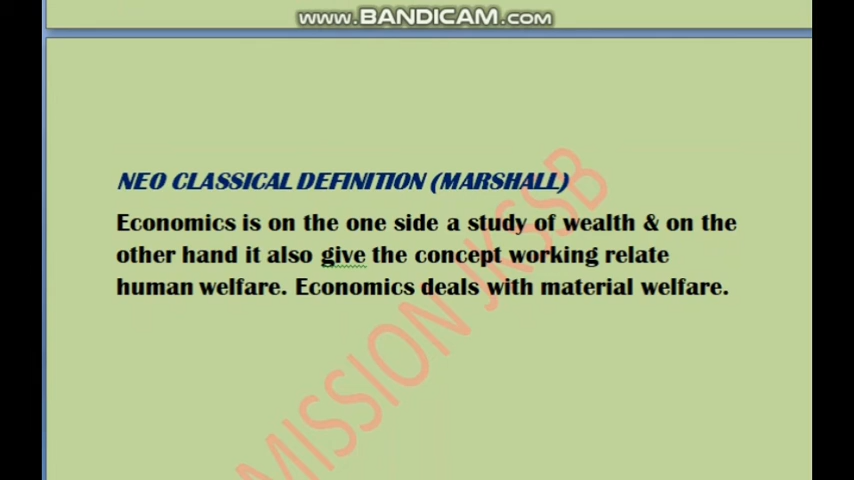 www.BANDICAM.com
NEO CLASSICAL DEFINITION (MARSHALL)
Economics is on the one side a study of wealth & on the
other hand it also give the concept working relate
human welfare. Economics deals with material welfare.
MISSION JKSSB